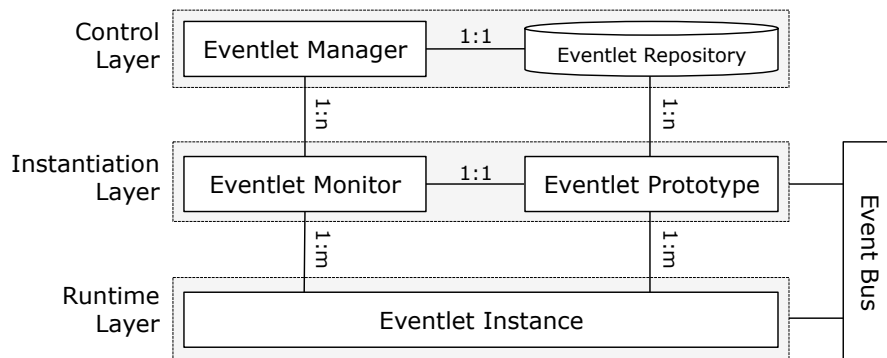 Control
Layer
Eventlet Manager
1:1
Eventlet Repository
1:n
1:n
Instantiation
Layer
Eventlet Monitor
1:1
Eventlet Prototype
Event Bus
1:m
1:m
Runtime
Layer
Eventlet Instance